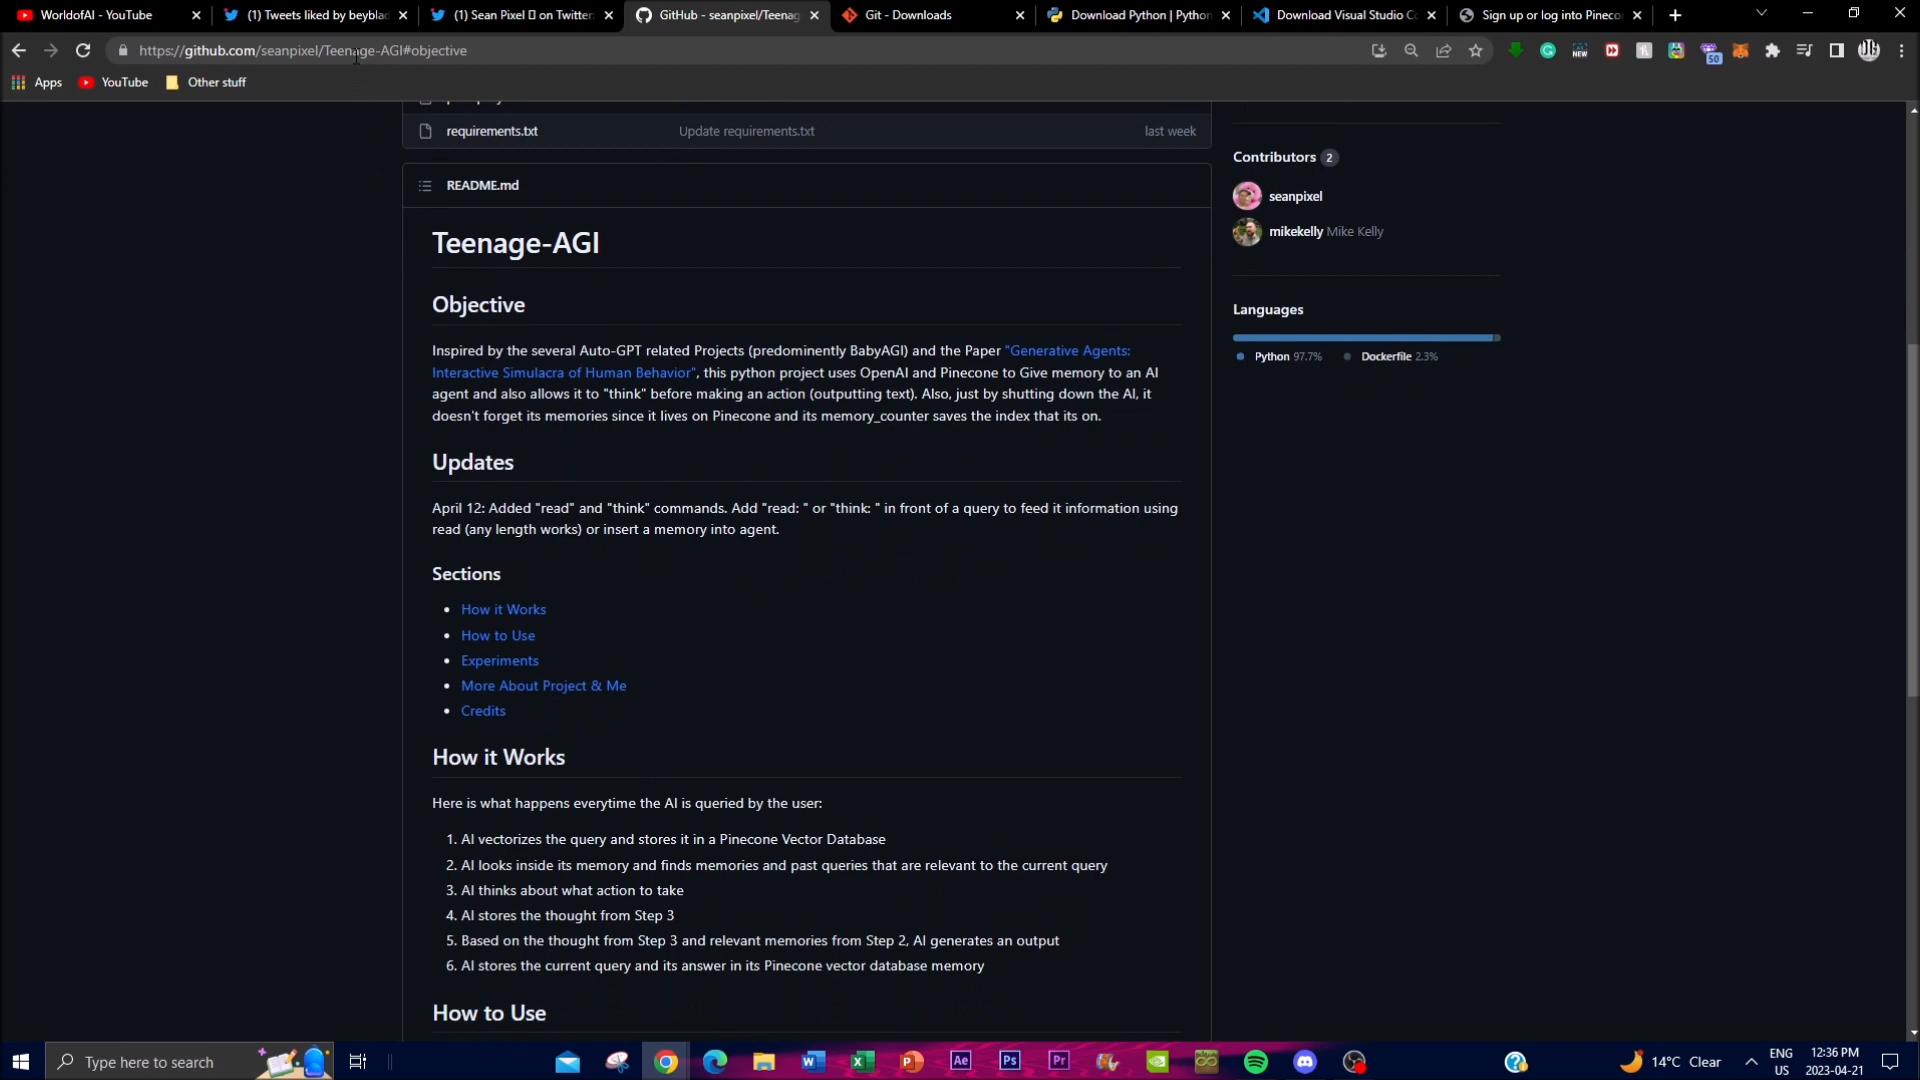 WorldofAI - YouTube
(1) Tweets liked by beyblad
(1) Sean Pixel on Twitter:
GitHub - seanpixel/Teenag
Git - Downloads
Download Python | Python
Download Visual Studio Co
Sign up or log into Pineco
https://github.com/seanpixel/Teenage-AGI#objective
NEW
50
Apps
YouTube
Other stuff
requirements.txt
Update requirements.txt
last week
README.md
Teenage-AGI
Objective
Inspired by the several Auto-GPT related Projects (predominently BabyAGI) and the Paper "Generative Agents:
Interactive Simulacra of Human Behavior", this python project uses OpenAI and Pinecone to Give memory to an AI
agent and also allows it to "think" before making an action (outputting text). Also, just by shutting down the AI, it
doesn't forget its memories since it lives on Pinecone and its memory_counter saves the index that its on.
Updates
April 12: Added "read" and "think" commands. Add "read: " or "think: " in front of a query to feed it information using
read (any length works) or insert a memory into agent.
Sections
• How it Works
• How to Use
• Experiments
• More About Project & Me
• Credits
How it Works
Here is what happens everytime the AI is queried by the user:
1. AI vectorizes the query and stores it in a Pinecone Vector Database
2. AI looks inside its memory and finds memories and past queries that are relevant to the current query
3. AI thinks about what action to take
4. AI stores the thought from Step 3
5. Based on the thought from Step 3 and relevant memories from Step 2, AI generates an output
6. AI stores the current query and its answer in its Pinecone vector database memory
How to Use
Contributors 2
seanpixel
mikekelly Mike Kelly
Languages
Python 97.7%
Dockerfile 2.3%
Type here to search
Ae
Ps
Pr
14°C Clear
ENG
US
12:36 PM
2023-04-21